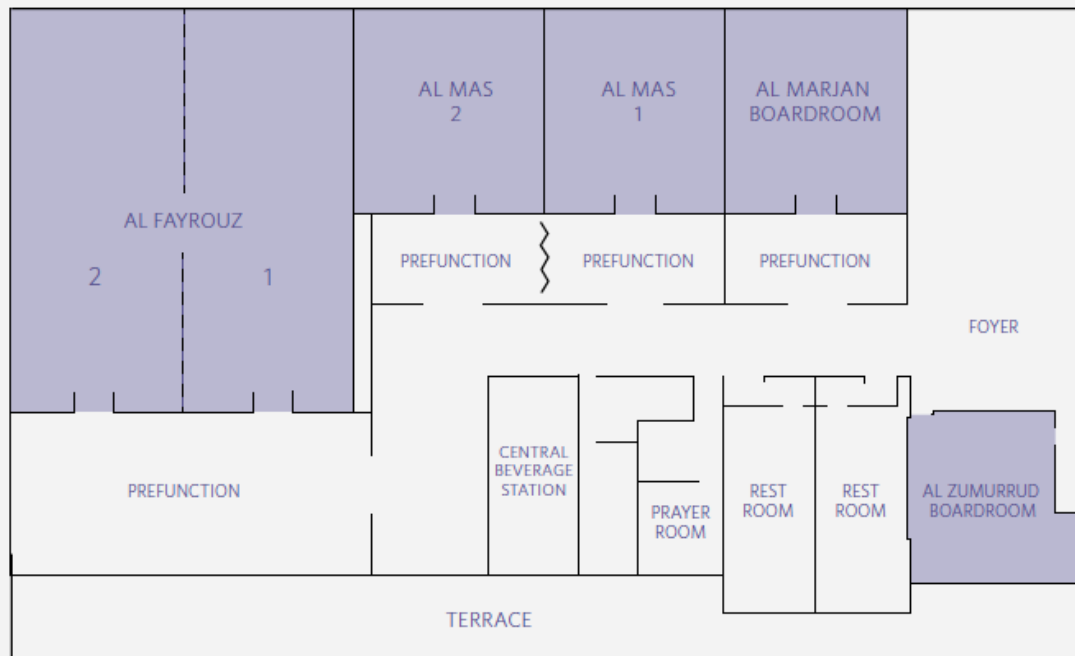 AL MAS
2
AL MAS
1
AL MARJAN
BOARDROOM
AL FAYROUZ
2
1
PREFUNCTION
PREFUNCTION
PREFUNCTION
FOYER
PREFUNCTION
CENTRAL
BEVERAGE
STATION
PRAYER
ROOM
REST
ROOM
REST
ROOM
AL ZUMURRUD
BOARDROOM
TERRACE